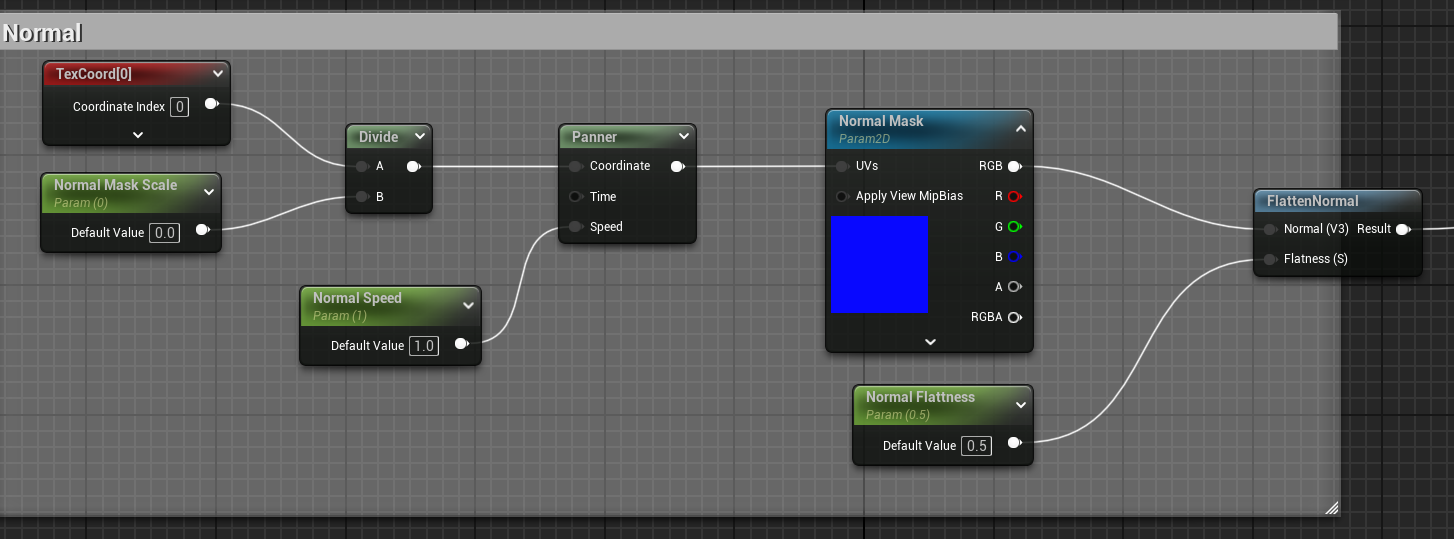 Normal
TexCoord[0]
Coordinate Index 0
Normal Mask Scale
Param (0)
Default Value 0.0
Divide
A
B
Normal Speed
Param (1)
Default Value 1.0
Panner
Coordinate
Time
Speed
Normal Mask
Param2D
UVs RGB
Apply View MipBias R
G
B
A
RGBA
Normal Flattness
Param (0.5)
Default Value 0.5
FlattenNormal
Normal (V3) Result
Flatness (S)